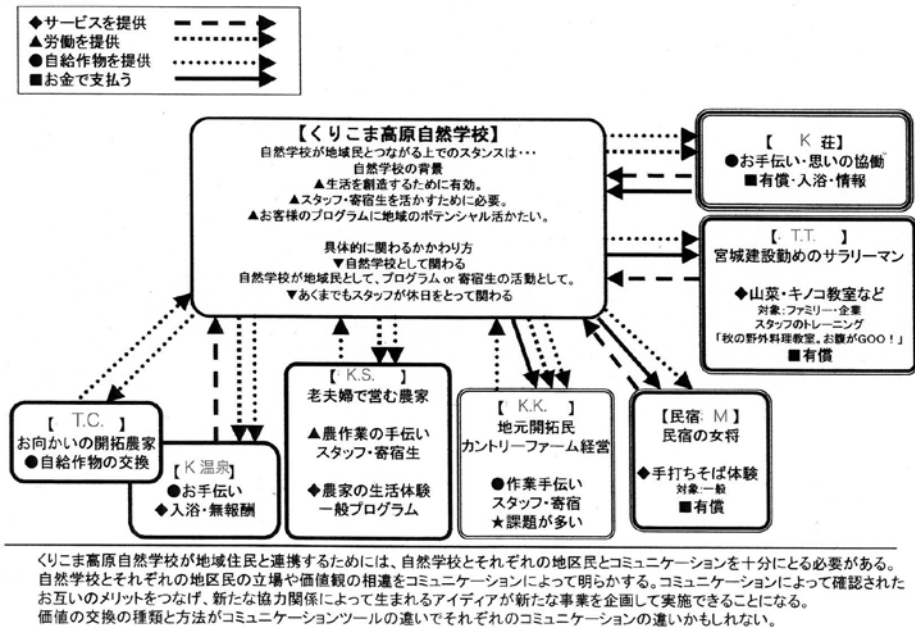 ◆サービスを提供
▲労働を提供
●自給作物を提供
■お金で支払う
【くりこま高原自然学校】
自然学校が地域民とつながる上でのスタンスは・・・
自然学校の背景
▲生活を創造するために有効。
▲スタッフ・寄宿生を活かすために必要。
▲お客様のプログラムに地域のポテンシャル活かたい。
具体的に関わるかかわり方
▼自然学校として関わる
自然学校が地域民として、プログラム or 寄宿生の活動として。
▼あくまでもスタッフが休日をとって関わる
【 K 荘】
●お手伝い・思いの協働
■有償・入浴・情報
【 T.T. 】
宮城建設勤めのサラリーマン
◆山菜・キノコ教室など
対象:ファミリー・企業
スタッフのトレーニング
「秋の野外料理教室。お腹がGOO！」
■有償
【 T.C. 】
お向かいの開拓農家
●自給作物の交換
【 K 温泉】
●お手伝い
◆入浴・無報酬
【 K.S. 】
老夫婦で営む農家
▲農作業の手伝い
スタッフ・寄宿生
◆農家の生活体験
一般プログラム
【 K.K. 】
地元開拓民
カントリーファーム経営
●作業手伝い
スタッフ・寄宿
★課題が多い
【民宿: M 】
民宿の女将
◆手打ちそば体験
対象:一般
■有償
くりこま高原自然学校が地域住民と連携するためには、自然学校とそれぞれの地区民とコミュニケーションを十分にとる必要がある。
自然学校とそれぞれの地区民の立場や価値観の相違をコミュニケーションによって明らかする。コミュニケーションによって確認された
お互いのメリットをつなげ、新たな協力関係によって生まれるアイディアが新たな事業を企画して実施できることになる。
価値の交換の種類と方法がコミュニケーションツールの違いでそれぞれのコミュニケーションの違いかもしれない。